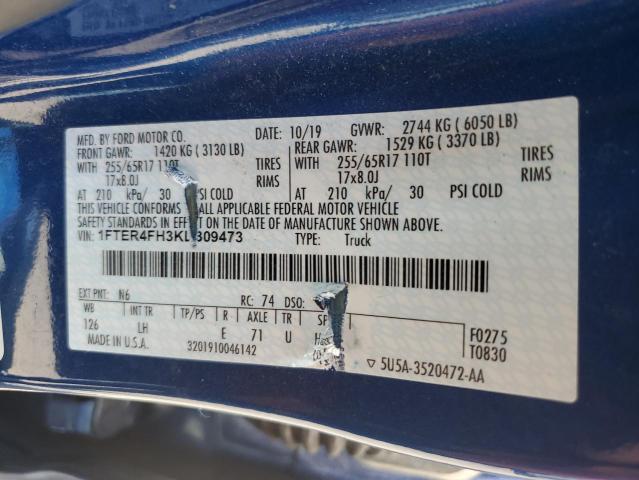 MFD. BY FORD MOTOR CO. DATE: 10/19 GVWR: 2744 KG ( 6050 LB)
FRONT GAWR: 1420 KG ( 3130 LB) REAR GAWR: 1529 KG ( 3370 LB)
WITH 255/65R17 110T TIRES WITH 255/65R17 110T TIRES
17x8.0J RIMS 17x8.0J RIMS
AT 210 kPa/ 30 PSI COLD AT 210 kPa/ 30 PSI COLD
THIS VEHICLE CONFORMS ALL APPLICABLE FEDERAL MOTOR VEHICLE
SAFETY STANDARDS IN EFFECT ON THE DATE OF MANUFACTURE SHOWN ABOVE.
VIN: 1FTER4FH3KL 309473 TYPE: Truck
EXT PNT: N6 RC: 74 DSO:
WB INT TR TP/PS R AXLE TR SP
126 LH E 71 U
MADE IN U.S.A. 3201910046142
F0275
T0830
▽ 5U5A-3520472-AA